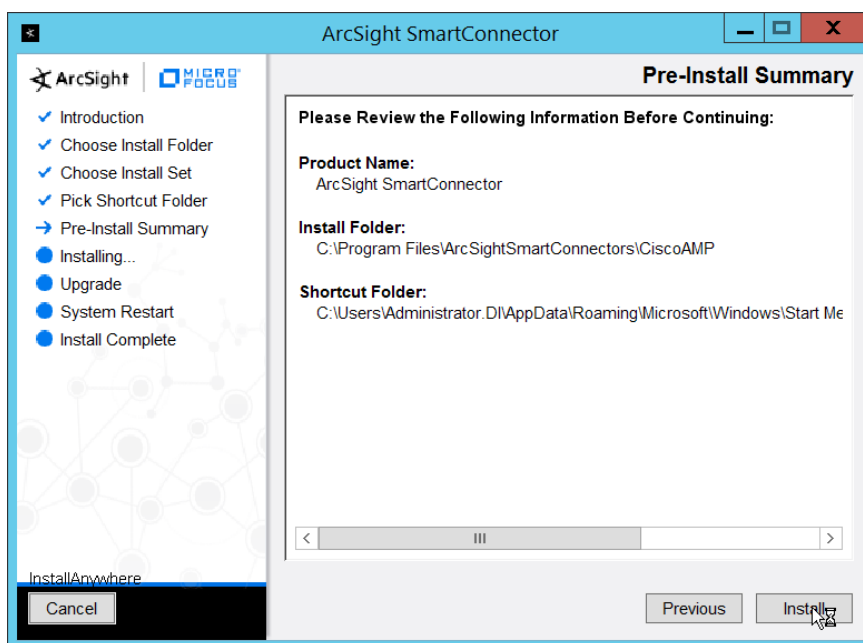 ArcSight SmartConnector
X
ArcSight
MICRO
FOCUS
Pre-Install Summary
Introduction
Choose Install Folder
Choose Install Set
Pick Shortcut Folder
Pre-Install Summary
Installing...
Upgrade
System Restart
Install Complete
Please Review the Following Information Before Continuing:
Product Name:
ArcSight SmartConnector
Install Folder:
C:\Program Files\ArcSightSmartConnectors\CiscoAMP
Shortcut Folder:
C:\Users\Administrator.DI\AppData\Roaming\Microsoft\Windows\Start Me
InstallAnywhere
Cancel
Previous
Install